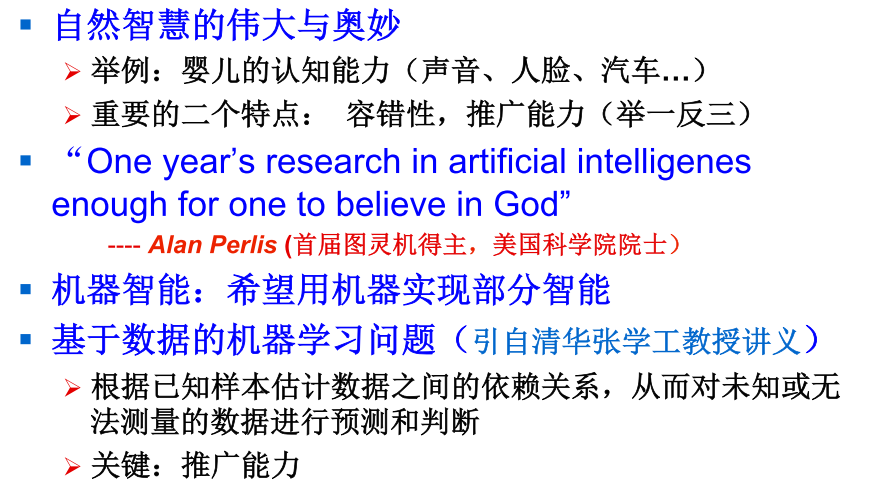 自然智慧的伟大与奥妙
举例：婴儿的认知能力（声音、人脸、汽车...）
重要的二个特点： 容错性，推广能力（举一反三）
“One year’s research in artificial intelligenes
enough for one to believe in God”
---- Alan Perlis (首届图灵机得主，美国科学院院士）
机器智能：希望用机器实现部分智能
基于数据的机器学习问题（引自清华张学工教授讲义）
根据已知样本估计数据之间的依赖关系，从而对未知或无
法测量的数据进行预测和判断
关键：推广能力